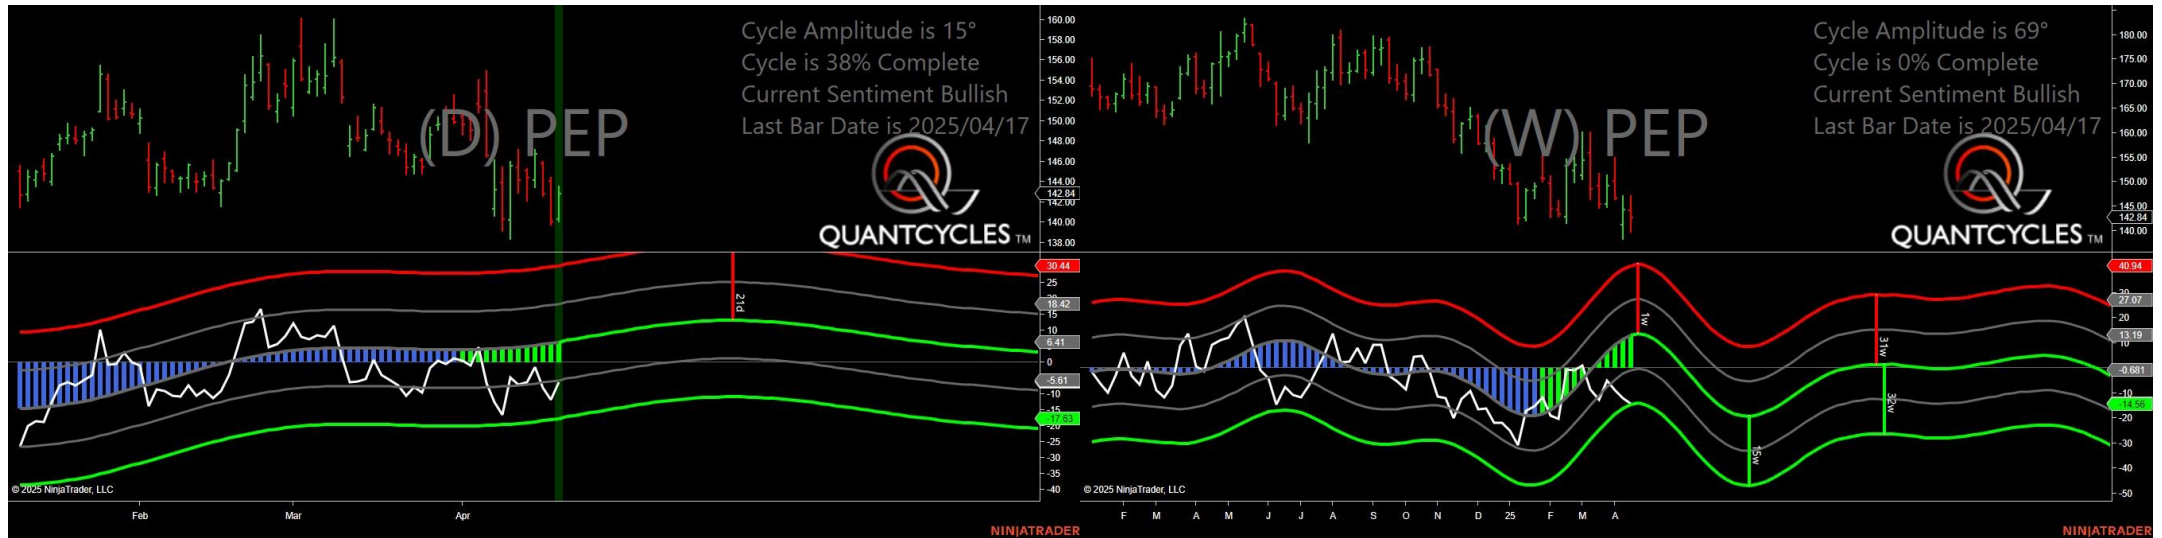 Cycle Amplitude is 15°
Cycle is 38% Complete
Current Sentiment Bullish
Last Bar Date is 2025/04/17
(D) PEP
QUANTCYCLES TM
160.00
158.00
156.00
154.00
152.00
150.00
148.00
146.00
144.00
142.84
142.00
140.00
138.00
21d
30.44
25
18.42
15
10
6.41
0
-5.61
-10
-15
-17.63
-20
-25
-30
-35
-40
© 2025 NinjaTrader, LLC
Feb Mar Apr
NINJATRADER
Cycle Amplitude is 69°
Cycle is 0% Complete
Current Sentiment Bullish
Last Bar Date is 2025/04/17
(W) PEP
QUANTCYCLES TM
180.00
175.00
170.00
165.00
160.00
155.00
150.00
145.00
142.84
140.00
1w
31w
32w
15w
40.94
30
27.07
20
13.19
10
-0.681
-10
-14.56
-20
-30
-40
-50
© 2025 NinjaTrader, LLC
F M A M J J A S O N D 25 F M A
NINJATRADER